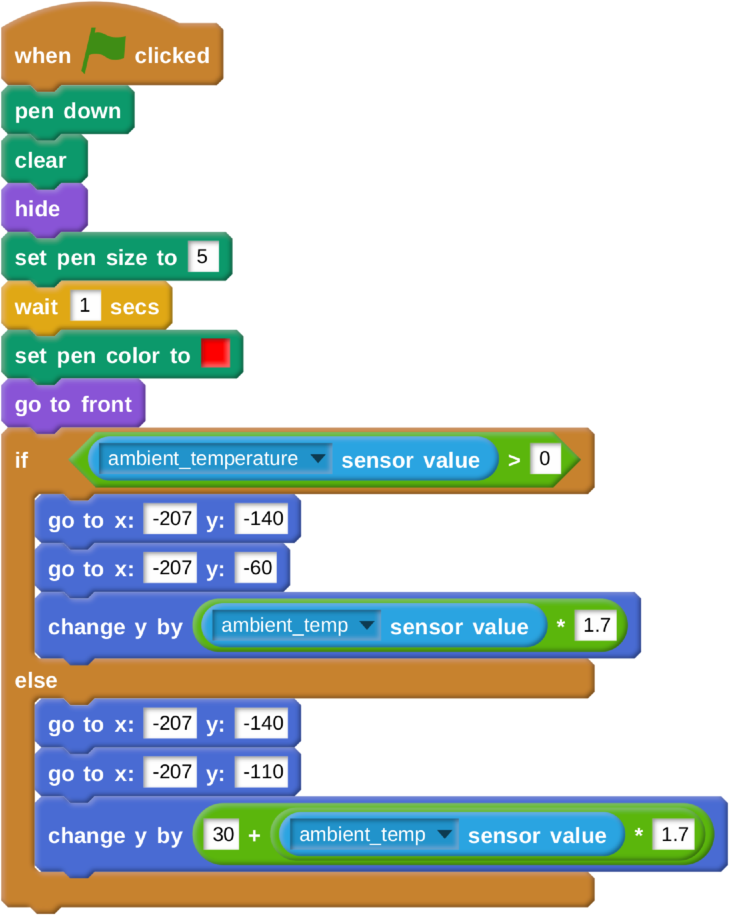 when clicked
pen down
clear
hide
set pen size to 5
wait 1 secs
set pen color to
go to front
if ambient_temperature sensor value > 0
go to x: -207 y: -140
go to x: -207 y: -60
change y by ambient_temp sensor value * 1.7
else
go to x: -207 y: -140
go to x: -207 y: -110
change y by 30 + ambient_temp sensor value * 1.7